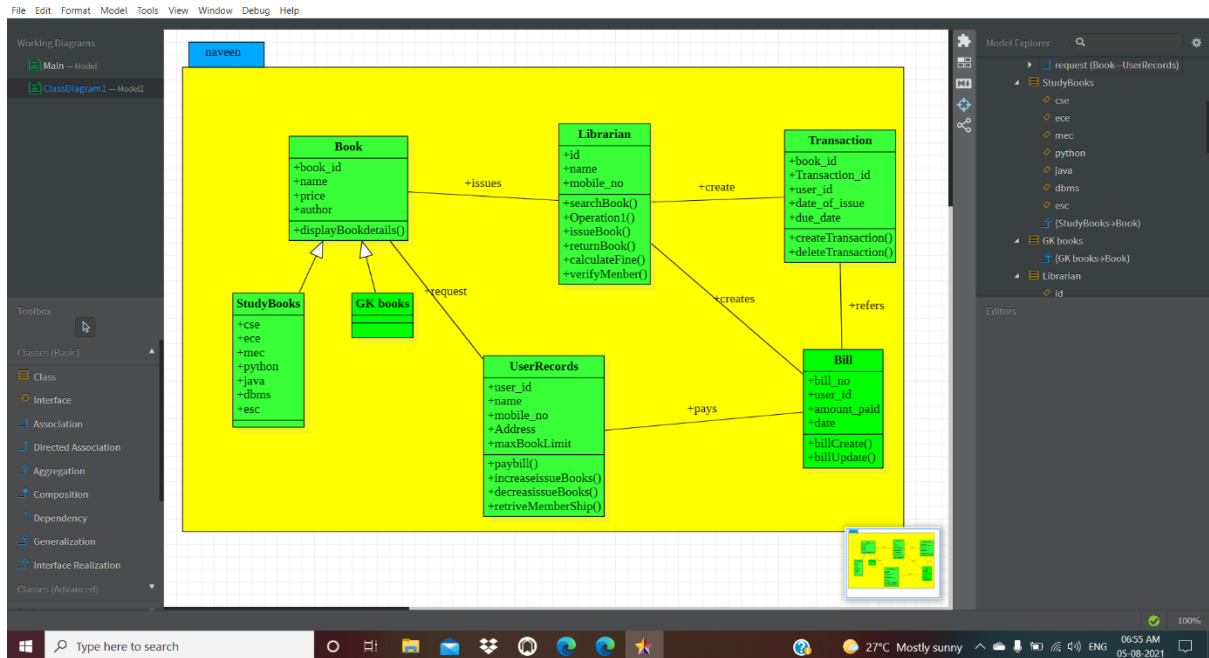 File Edit Format Model Tools View Window Debug Help
Working Diagrams
Main — Model
ClassDiagram1 — Model2
Toolbox
Classes (Basic)
Class
Interface
Association
Directed Association
Aggregation
Composition
Dependency
Generalization
Interface Realization
Classes (Advanced)
naveen
Book
+book_id
+name
+price
+author
+displayBookdetails()
+issues
Librarian
+id
+name
+mobile_no
+searchBook()
+Operation1()
+issueBook()
+returnBook()
+calculateFine()
+verifyMenber()
+create
Transaction
+book_id
+Transaction_id
+user_id
+date_of_issue
+due_date
+createTransaction()
+deleteTransaction()
StudyBooks
+cse
+ece
+mec
+python
+java
+dbms
+esc
GK books
+request
+creates
+refers
UserRecords
+user_id
+name
+mobile_no
+Address
+maxBookLimit
+paybill()
+increaseissueBooks()
+decreasissueBooks()
+retriveMemberShip()
+pays
Bill
+bill_no
+user_id
+amount_paid
+date
+billCreate()
+billUpdate()
Model Explorer
request (Book—UserRecords)
StudyBooks
cse
ece
mec
python
java
dbms
esc
(StudyBooks→Book)
GK books
(GK books→Book)
Librarian
id
Editors
100%
Type here to search
27°C Mostly sunny
ENG
06:55 AM
05-08-2021